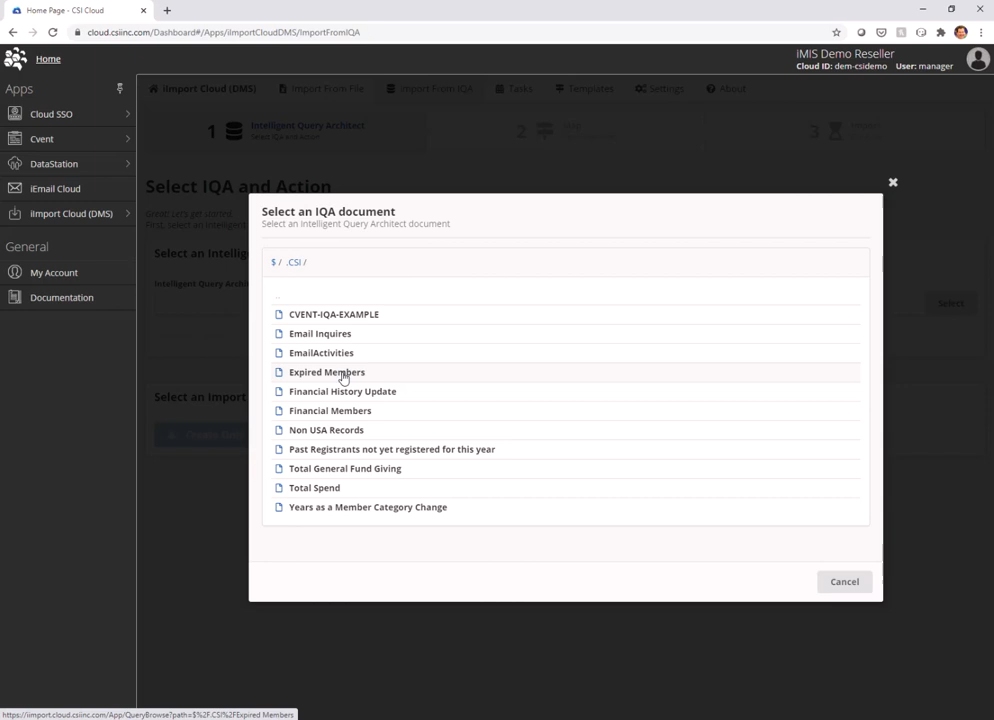 Home Page - CSI Cloud
cloud.csiinc.com/Dashboard#/Apps/iImportCloudDMS/ImportFromIQA
Home
iMIS Demo Reseller
Cloud ID: dem-csidemo User: manager
Apps
Cloud SSO
Cvent
DataStation
iEmail Cloud
iImport Cloud (DMS)
General
My Account
Documentation
iImport Cloud (DMS)
Import From File
Import From IQA
Tasks
Templates
Settings
About
1
Intelligent Query Architect
Select IQA and Action
2
3
Select IQA and Action
Great! Let's get started.
First, select an Intelligent
Select an Intellig
Intelligent Query Archi
Select
Select an Import
Select an IQA document
Select an Intelligent Query Architect document
$ / .CSI /
..
CVENT-IQA-EXAMPLE
Email Inquires
EmailActivities
Expired Members
Financial History Update
Financial Members
Non USA Records
Past Registrants not yet registered for this year
Total General Fund Giving
Total Spend
Years as a Member Category Change
Cancel
https://iimport.cloud.csiinc.com/App/QueryBrowse?path=$%2F.CSI%2FExpired Members